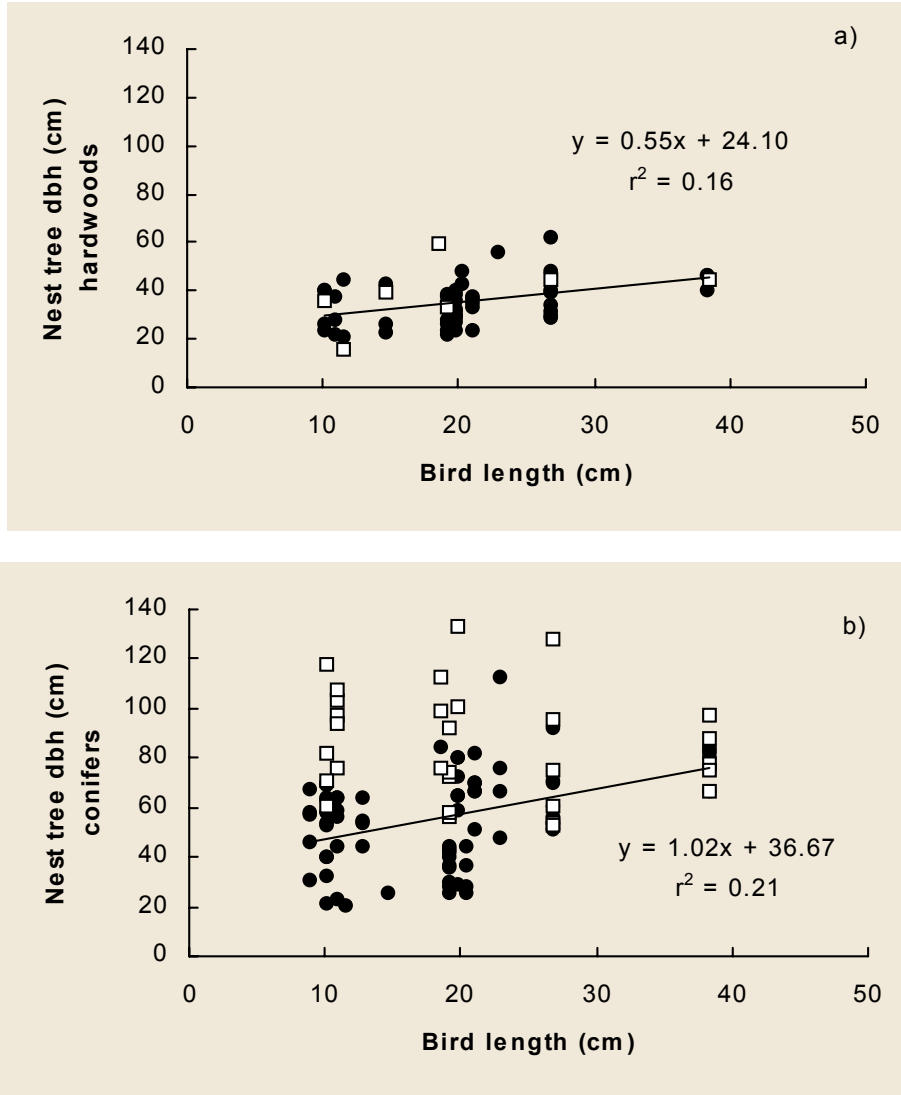 a)
140
120
100
80
60
40
20
0
Nest tree dbh (cm)
hardwoods
y = 0.55x + 24.10
r² = 0.16
0 10 20 30 40 50
Bird length (cm)
b)
140
120
100
80
60
40
20
0
Nest tree dbh (cm)
conifers
y = 1.02x + 36.67
r² = 0.21
0 10 20 30 40 50
Bird length (cm)